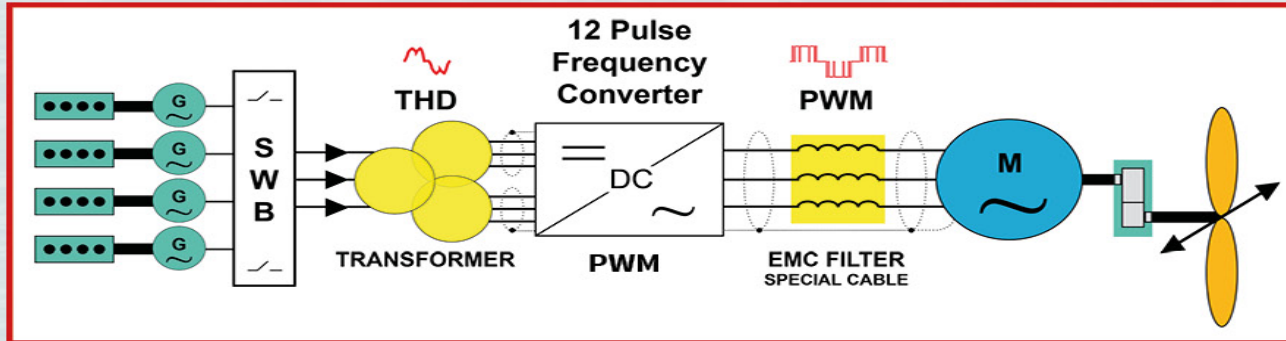 12 Pulse
Frequency
Converter
THD
PWM
G
G
G
G
S
W
B
DC
M
TRANSFORMER
PWM
EMC FILTER
SPECIAL CABLE